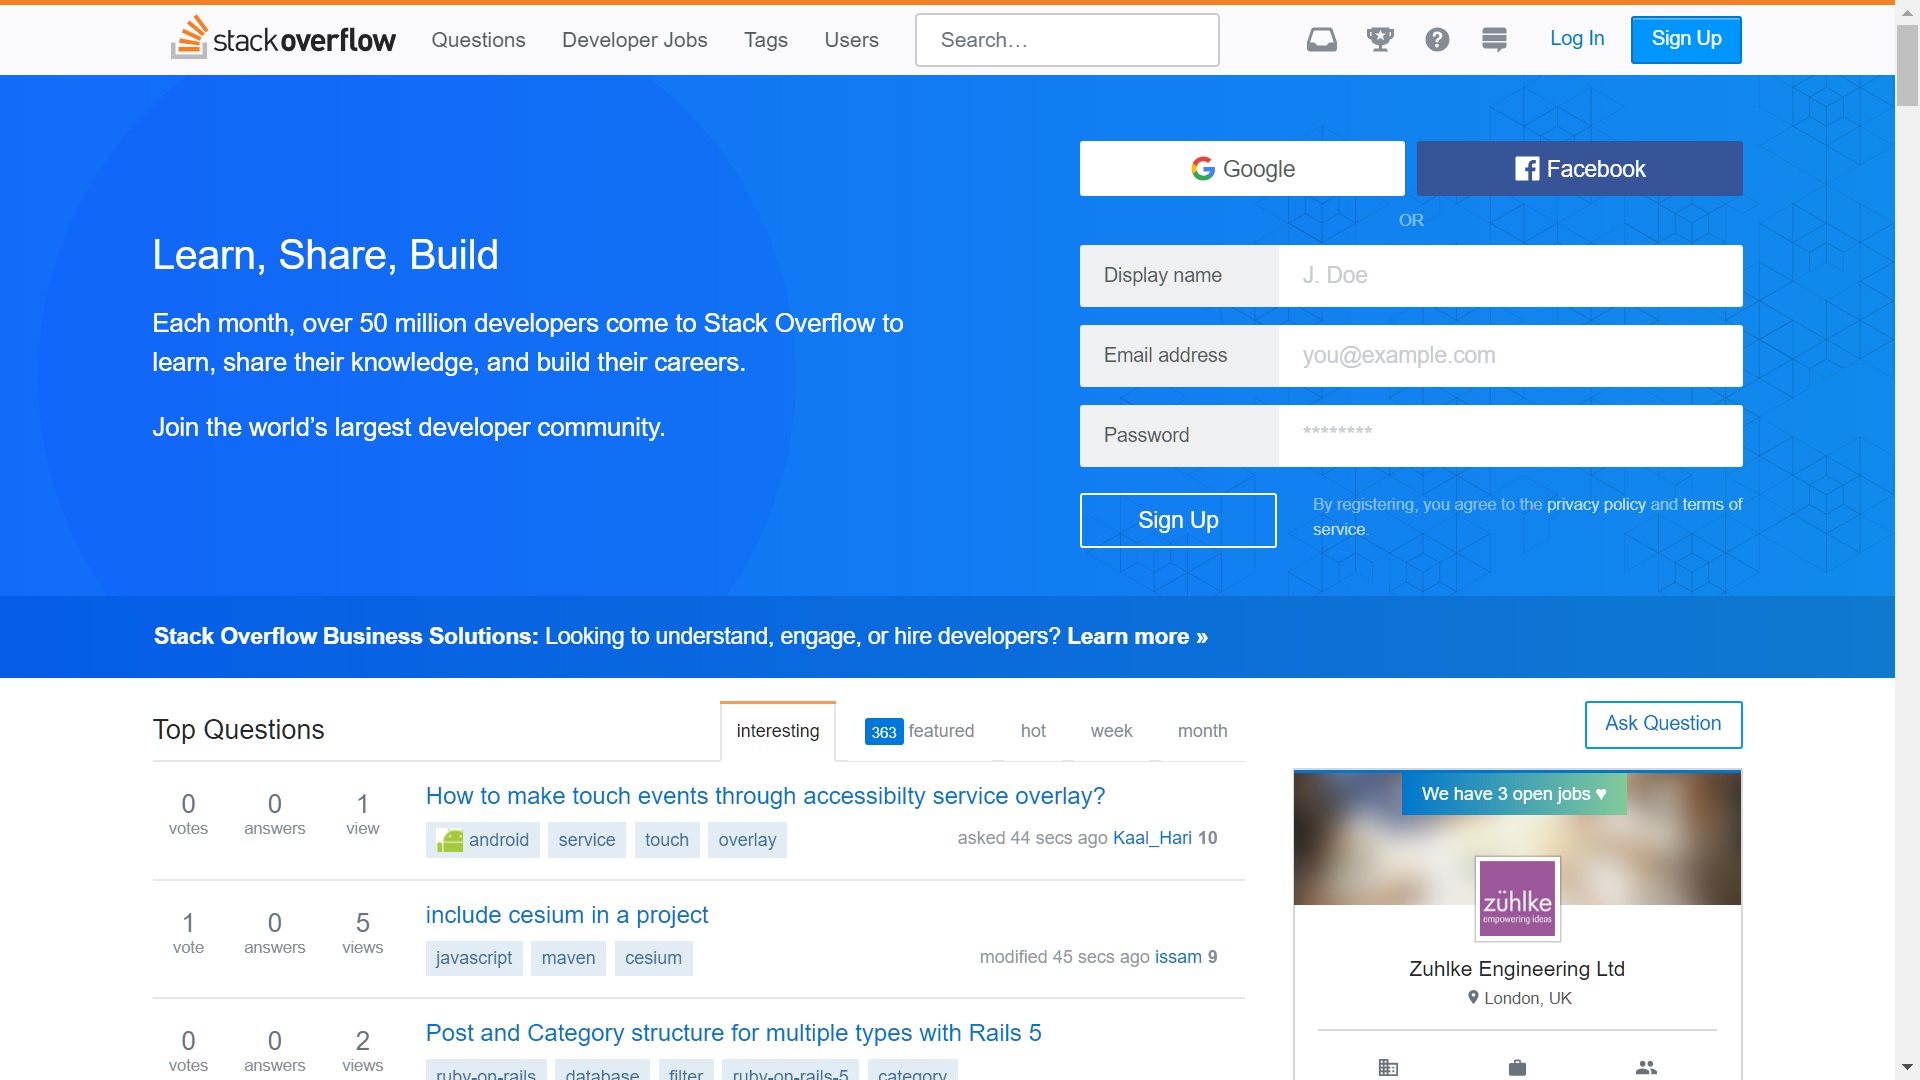 stackoverflow
Questions
Developer Jobs
Tags
Users
Search…
?
Log In
Sign Up
Learn, Share, Build
Each month, over 50 million developers come to Stack Overflow to
learn, share their knowledge, and build their careers.
Join the world’s largest developer community.
Google
Facebook
OR
Display name
J. Doe
Email address
you@example.com
Password
********
Sign Up
By registering, you agree to the privacy policy and terms of
service.
Stack Overflow Business Solutions: Looking to understand, engage, or hire developers? Learn more »
Top Questions
interesting
363 featured
hot
week
month
Ask Question
0 votes
0 answers
1 view
How to make touch events through accessibilty service overlay?
android
service
touch
overlay
asked 44 secs ago Kaal_Hari 10
1 vote
0 answers
5 views
include cesium in a project
javascript
maven
cesium
modified 45 secs ago issam 9
0 votes
0 answers
2 views
Post and Category structure for multiple types with Rails 5
ruby-on-rails
database
filter
ruby-on-rails-5
category
We have 3 open jobs ♥
zühlke
empowering ideas
Zuhlke Engineering Ltd
London, UK